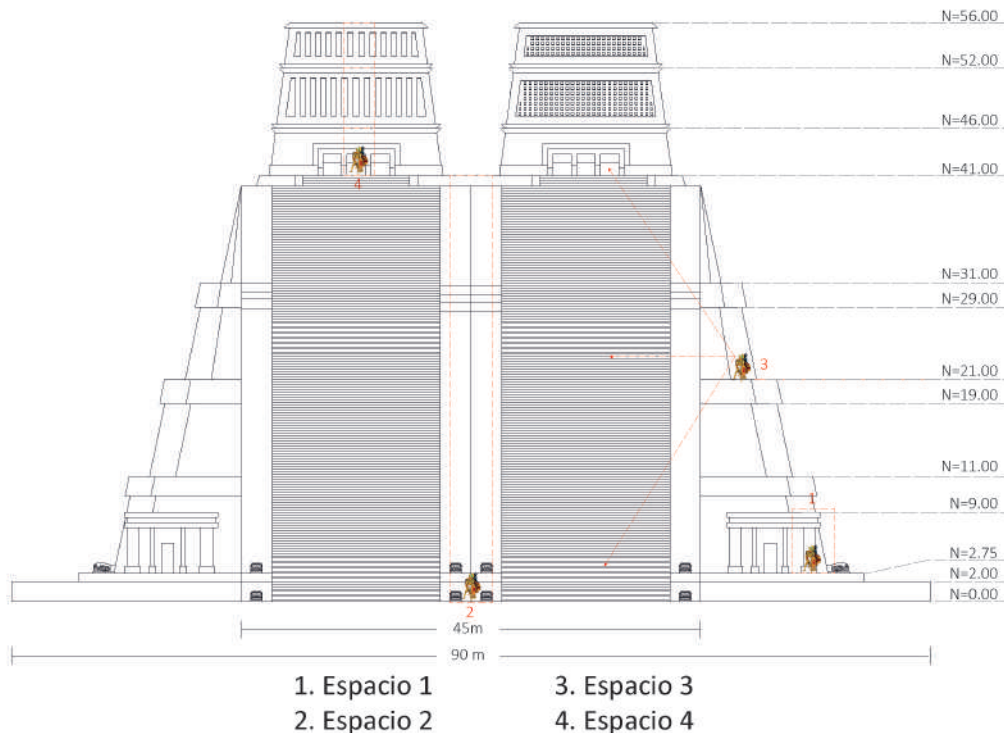 N=56.00
N=52.00
N=46.00
4
N=41.00
N=31.00
N=29.00
3
N=21.00
N=19.00
N=11.00
1
N=9.00
N=2.75
N=2.00
N=0.00
2
45m
90 m
1. Espacio 1
3. Espacio 3
2. Espacio 2
4. Espacio 4